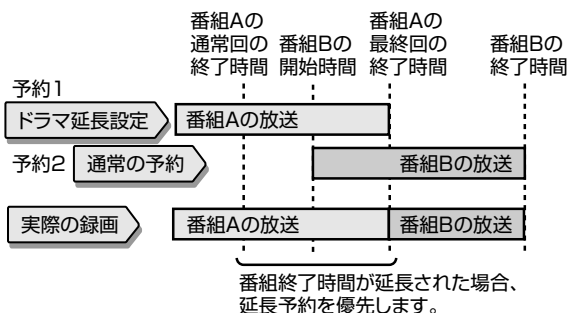 番組Aの
通常回の
終了時間
番組Bの
開始時間
番組Aの
最終回の
終了時間
番組Bの
終了時間
予約1
ドラマ延長設定
番組Aの放送
予約2
通常の予約
番組Bの放送
実際の録画
番組Aの放送
番組Bの放送
番組終了時間が延長された場合、
延長予約を優先します。